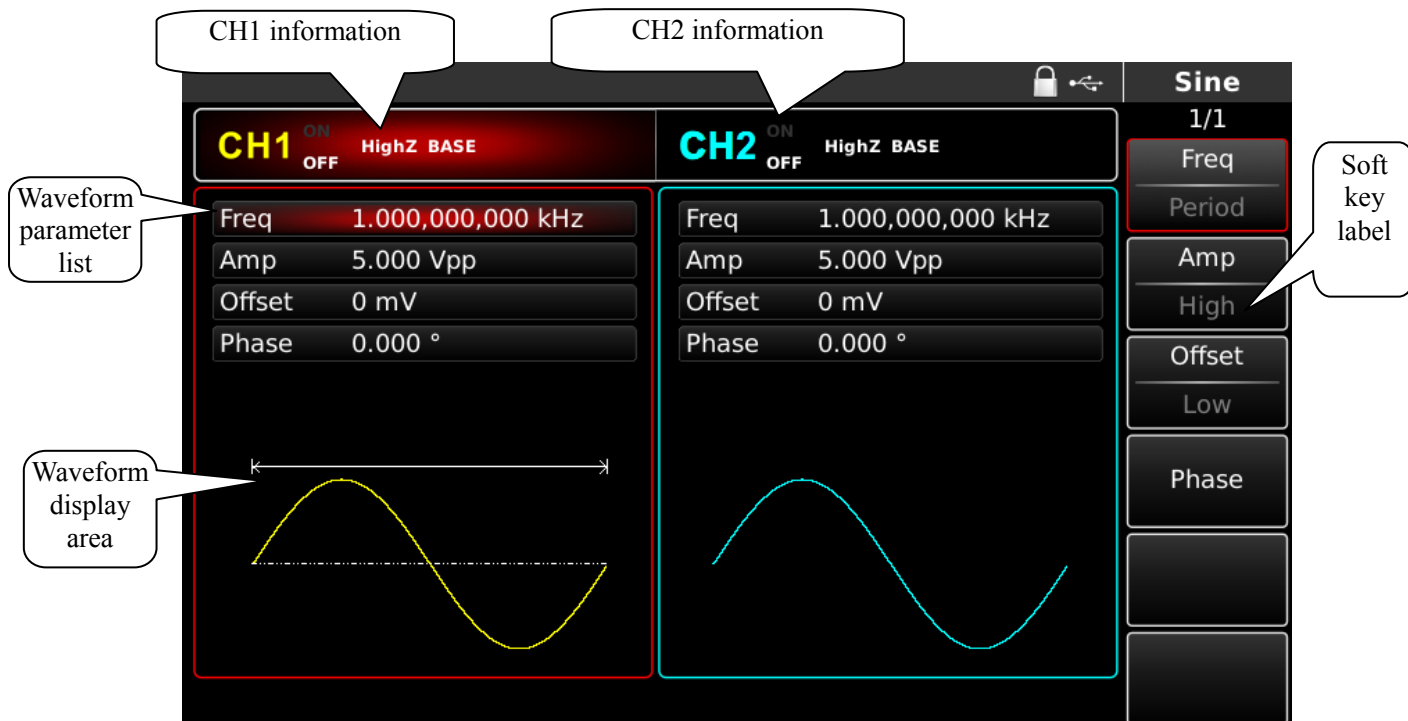 CH1 information
CH2 information
Sine
1/1
CH1 ON OFF HighZ BASE
CH2 ON OFF HighZ BASE
Freq
Period
Soft
key
label
Waveform
parameter
list
Freq 1.000,000,000 kHz
Amp 5.000 Vpp
Offset 0 mV
Phase 0.000 °
Freq 1.000,000,000 kHz
Amp 5.000 Vpp
Offset 0 mV
Phase 0.000 °
Amp
High
Offset
Low
Phase
Waveform
display
area